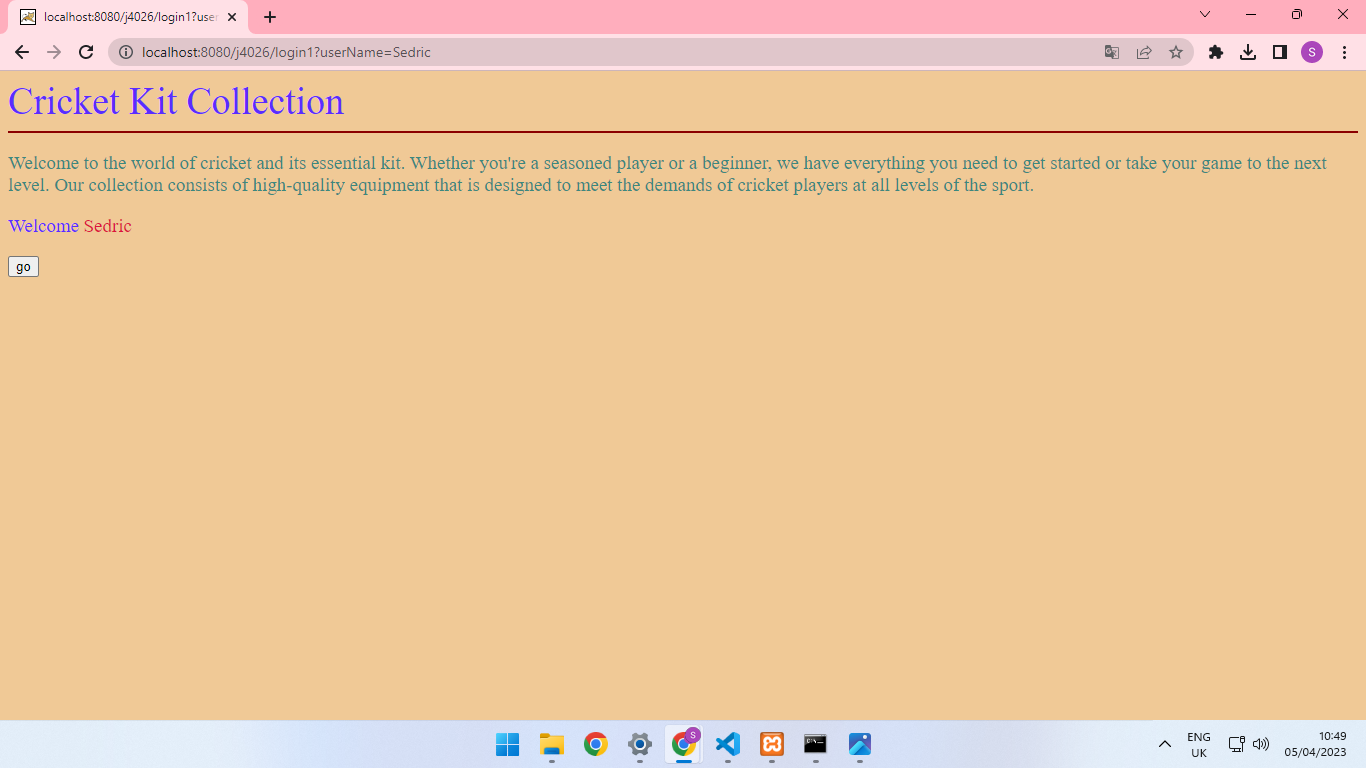 localhost:8080/j4026/login1?user
localhost:8080/j4026/login1?userName=Sedric
S
Cricket Kit Collection
Welcome to the world of cricket and its essential kit. Whether you're a seasoned player or a beginner, we have everything you need to get started or take your game to the next
level. Our collection consists of high-quality equipment that is designed to meet the demands of cricket players at all levels of the sport.
Welcome Sedric
go
S
ENG
UK
10:49
05/04/2023